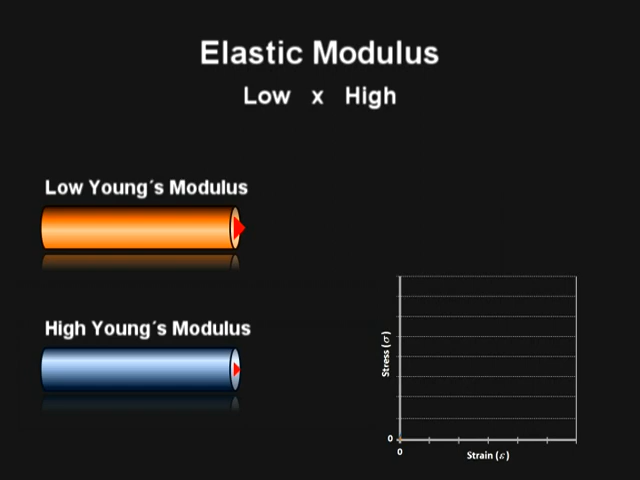 Elastic Modulus
Low x High
Low Young´s Modulus
High Young´s Modulus
Stress (σ)
0
0
Strain (ε)